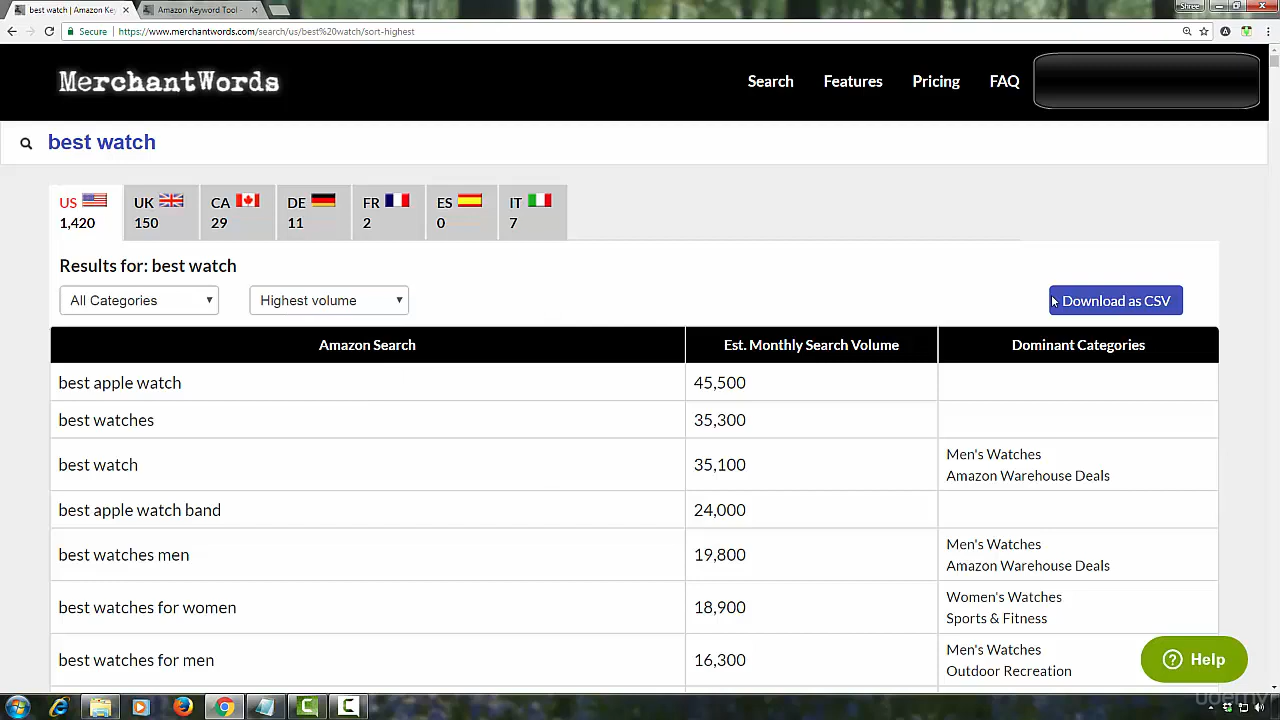 best watch | Amazon Key
Amazon Keyword Tool -
Shree
Secure | https://www.merchantwords.com/search/us/best%20watch/sort-highest
MerchantWords
Search
Features
Pricing
FAQ
best watch
US
1,420
UK
150
CA
29
DE
11
FR
2
ES
0
IT
7
Results for: best watch
All Categories
Highest volume
Download as CSV
Amazon Search
Est. Monthly Search Volume
Dominant Categories
best apple watch
45,500
best watches
35,300
best watch
35,100
Men's Watches
Amazon Warehouse Deals
best apple watch band
24,000
best watches men
19,800
Men's Watches
Amazon Warehouse Deals
best watches for women
18,900
Women's Watches
Sports & Fitness
best watches for men
16,300
Men's Watches
Outdoor Recreation
Help
udemy